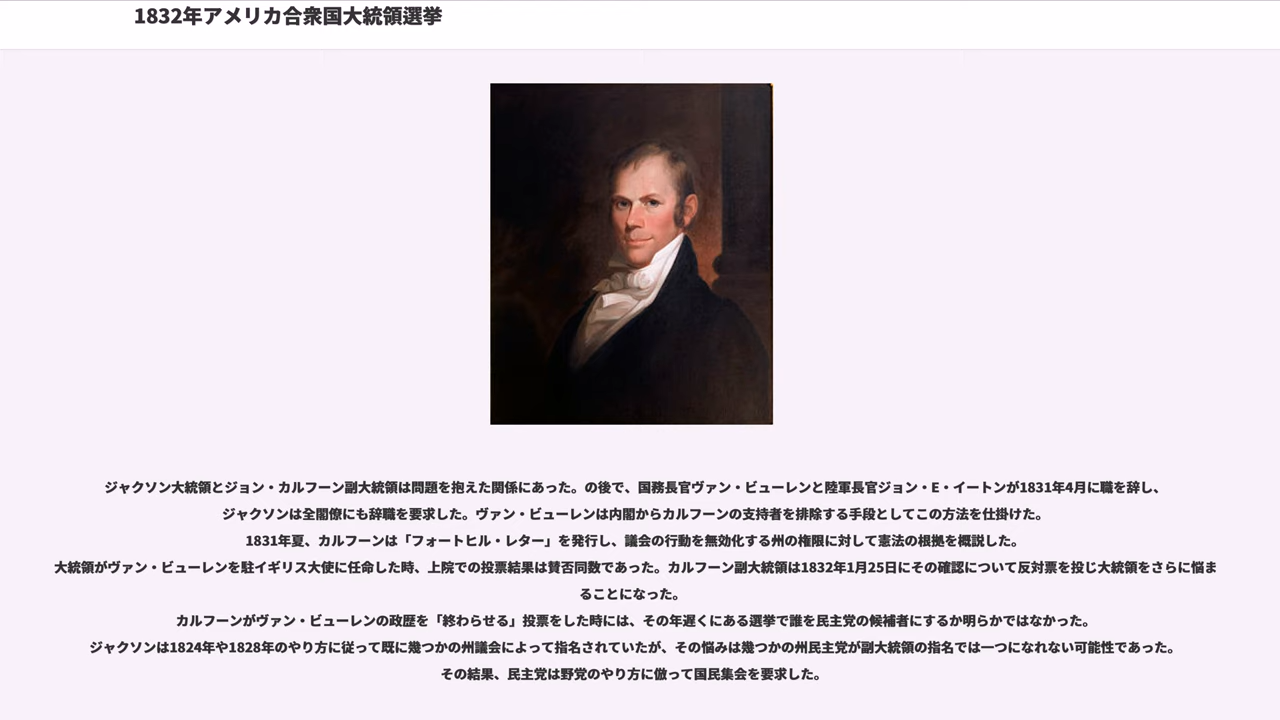 1832年アメリカ合衆国大統領選挙
ジャクソン大統領とジョン・カルフーン副大統領は問題を抱えた関係にあった。の後で、国務長官ヴァン・ビューレンと陸軍長官ジョン・E・イートンが1831年4月に職を辞し、
ジャクソンは全閣僚にも辞職を要求した。ヴァン・ビューレンは内閣からカルフーンの支持者を排除する手段としてこの方法を仕掛けた。
1831年夏、カルフーンは「フォートヒル・レター」を発行し、議会の行動を無効化する州の権限に対して憲法の根拠を概説した。
大統領がヴァン・ビューレンを駐イギリス大使に任命した時、上院での投票結果は賛否同数であった。カルフーン副大統領は1832年1月25日にその確認について反対票を投じ大統領をさらに悩ま
ることになった。
カルフーンがヴァン・ビューレンの政歴を「終わらせる」投票をした時には、その年遅くにある選挙で誰を民主党の候補者にするか明らかではなかった。
ジャクソンは1824年や1828年のやり方に従って既に幾つかの州議会によって指名されていたが、その悩みは幾つかの州民主党が副大統領の指名では一つになれない可能性であった。
その結果、民主党は野党のやり方に倣って国民集会を要求した。